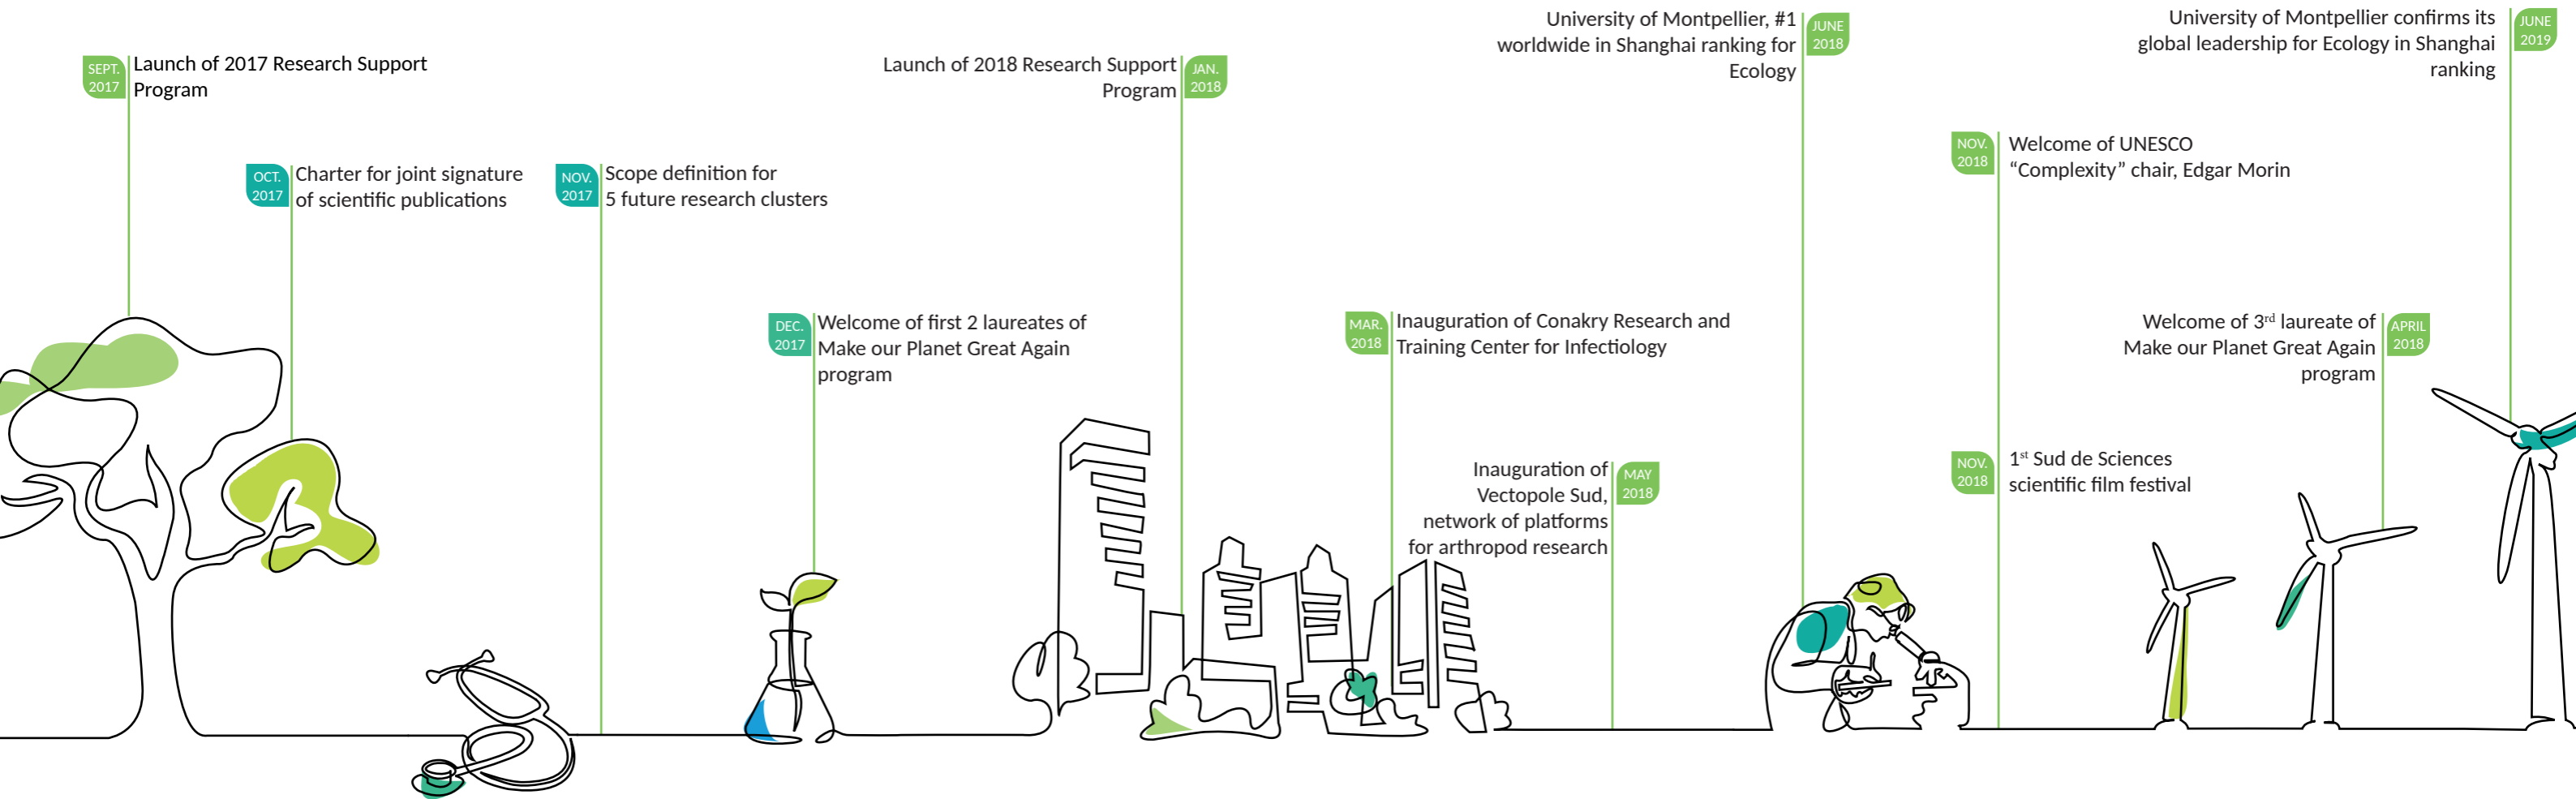 SEPT.
2017
Launch of 2017 Research Support
Program
OCT.
2017
Charter for joint signature
of scientific publications
NOV.
2017
Scope definition for
5 future research clusters
DEC.
2017
Welcome of first 2 laureates of
Make our Planet Great Again
program
Launch of 2018 Research Support
Program
JAN.
2018
MAR.
2018
Inauguration of Conakry Research and
Training Center for Infectiology
Inauguration of
Vectopole Sud,
network of platforms
for arthropod research
MAY
2018
University of Montpellier, #1
worldwide in Shanghai ranking for
Ecology
JUNE
2018
NOV.
2018
Welcome of UNESCO
“Complexity” chair, Edgar Morin
NOV.
2018
1st Sud de Sciences
scientific film festival
Welcome of 3rd laureate of
Make our Planet Great Again
program
APRIL
2018
University of Montpellier confirms its
global leadership for Ecology in Shanghai
ranking
JUNE
2019